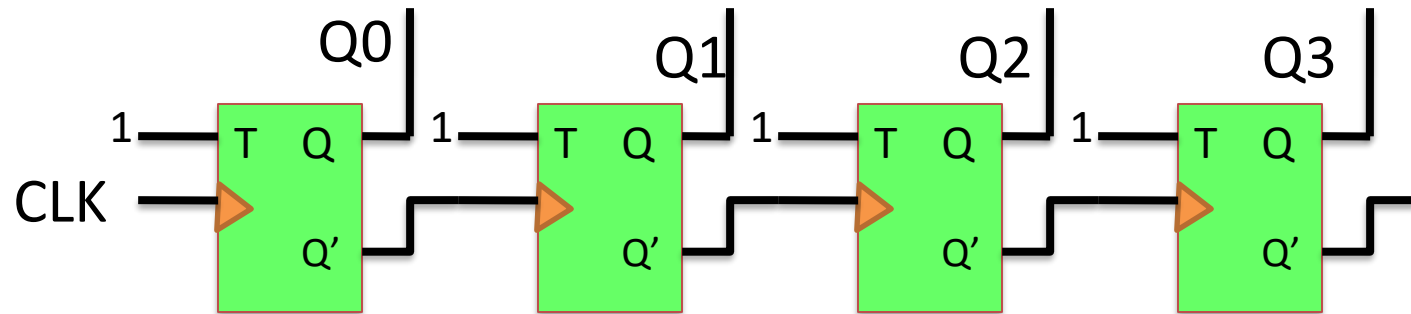 Q0 Q1 Q2 Q3
1 T Q 1 T Q 1 T Q 1 T Q
CLK
Q’ Q’ Q’ Q’